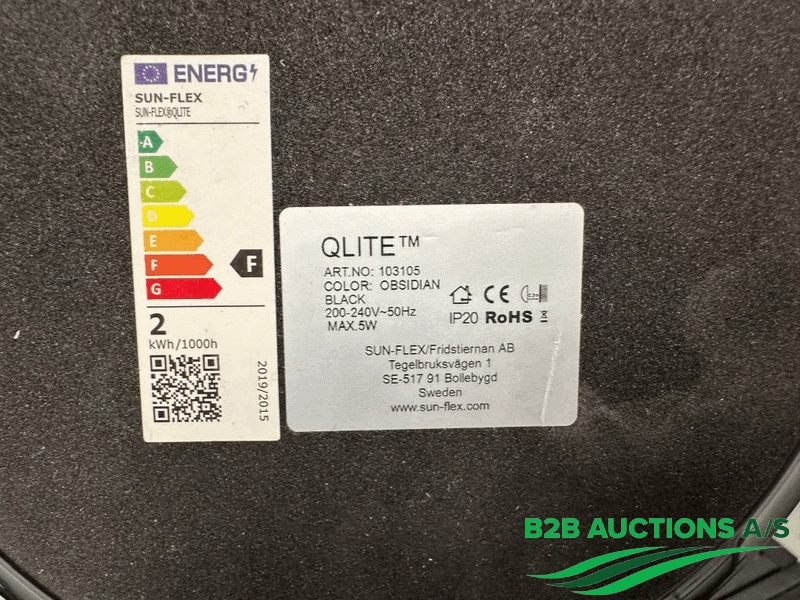 ENERG
SUN-FLEX
SUN-FLEX®QLITE
A
B
C
D
E
F
G
F
2
kWh/1000h
2019/2015
QLITE™
ART.NO: 103105
COLOR: OBSIDIAN
BLACK
200-240V~50Hz
MAX.5W
CE
IP20 RoHS
SUN-FLEX/Fridstiernan AB
Tegelbruksvägen 1
SE-517 91 Bollebygd
Sweden
www.sun-flex.com
B2B AUCTIONS A/S